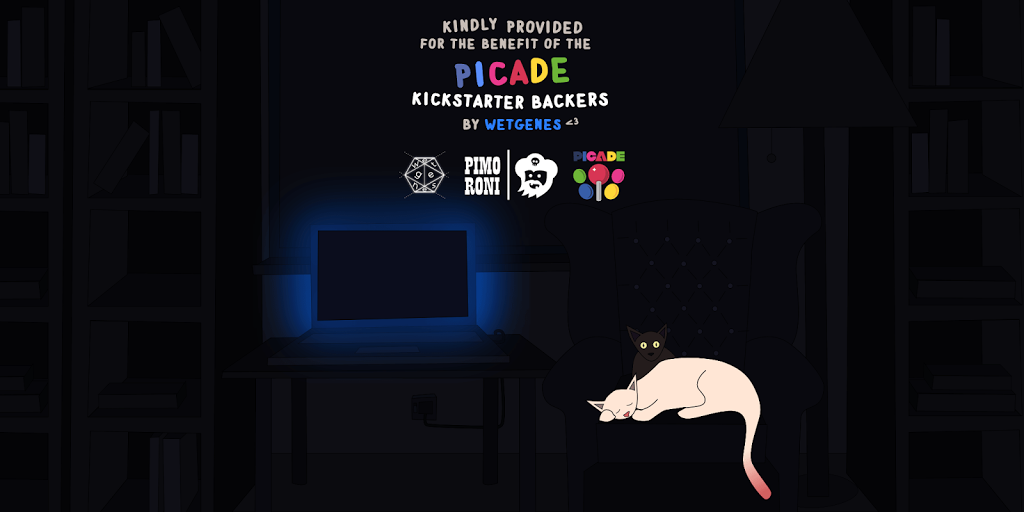 KINDLY PROVIDED
FOR THE BENEFIT OF THE
PICADE
KICKSTARTER BACKERS
BY WETGENES <3
PIMO
RONI
PICADE